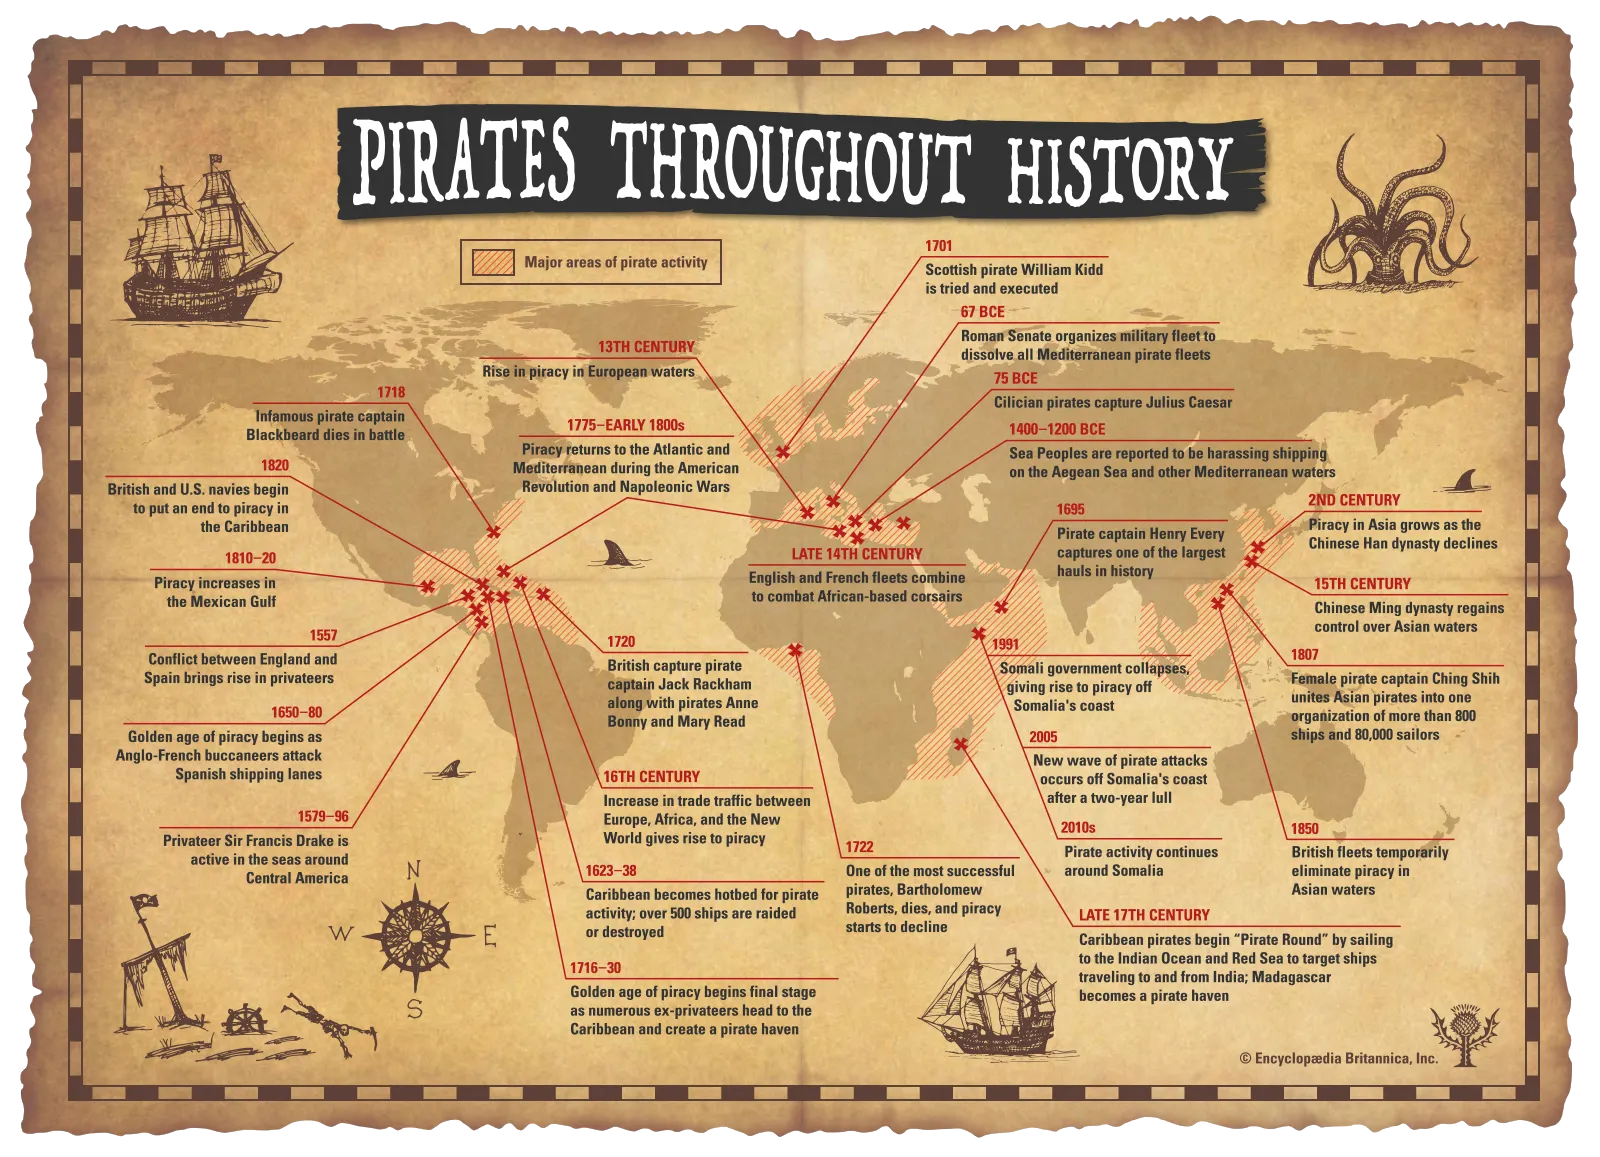 PIRATES THROUGHOUT HISTORY
Major areas of pirate activity
1701
Scottish pirate William Kidd
is tried and executed
67 BCE
Roman Senate organizes military fleet to
dissolve all Mediterranean pirate fleets
13TH CENTURY
Rise in piracy in European waters
75 BCE
Cilician pirates capture Julius Caesar
1718
Infamous pirate captain
Blackbeard dies in battle
1775–EARLY 1800s
Piracy returns to the Atlantic and
Mediterranean during the American
Revolution and Napoleonic Wars
1400–1200 BCE
Sea Peoples are reported to be harassing shipping
on the Aegean Sea and other Mediterranean waters
1820
British and U.S. navies begin
to put an end to piracy in
the Caribbean
1695
Pirate captain Henry Every
captures one of the largest
hauls in history
2ND CENTURY
Piracy in Asia grows as the
Chinese Han dynasty declines
1810–20
Piracy increases in
the Mexican Gulf
LATE 14TH CENTURY
English and French fleets combine
to combat African-based corsairs
15TH CENTURY
Chinese Ming dynasty regains
control over Asian waters
1557
Conflict between England and
Spain brings rise in privateers
1720
British capture pirate
captain Jack Rackham
along with pirates Anne
Bonny and Mary Read
1991
Somali government collapses,
giving rise to piracy off
Somalia's coast
1807
Female pirate captain Ching Shih
unites Asian pirates into one
organization of more than 800
ships and 80,000 sailors
1650–80
Golden age of piracy begins as
Anglo-French buccaneers attack
Spanish shipping lanes
2005
New wave of pirate attacks
occurs off Somalia's coast
after a two-year lull
16TH CENTURY
Increase in trade traffic between
Europe, Africa, and the New
World gives rise to piracy
1579–96
Privateer Sir Francis Drake is
active in the seas around
Central America
2010s
Pirate activity continues
around Somalia
1850
British fleets temporarily
eliminate piracy in
Asian waters
1722
One of the most successful
pirates, Bartholomew
Roberts, dies, and piracy
starts to decline
1623–38
Caribbean becomes hotbed for pirate
activity; over 500 ships are raided
or destroyed
LATE 17TH CENTURY
Caribbean pirates begin “Pirate Round” by sailing
to the Indian Ocean and Red Sea to target ships
traveling to and from India; Madagascar
becomes a pirate haven
1716–30
Golden age of piracy begins final stage
as numerous ex-privateers head to the
Caribbean and create a pirate haven
N
W
E
S
© Encyclopædia Britannica, Inc.